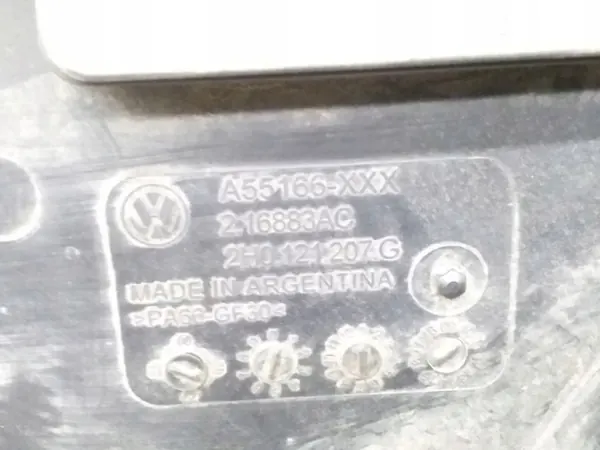 A55166-XXX
2.16883AC
2H0.121.207.G
MADE IN ARGENTINA
>PA66-GF30<